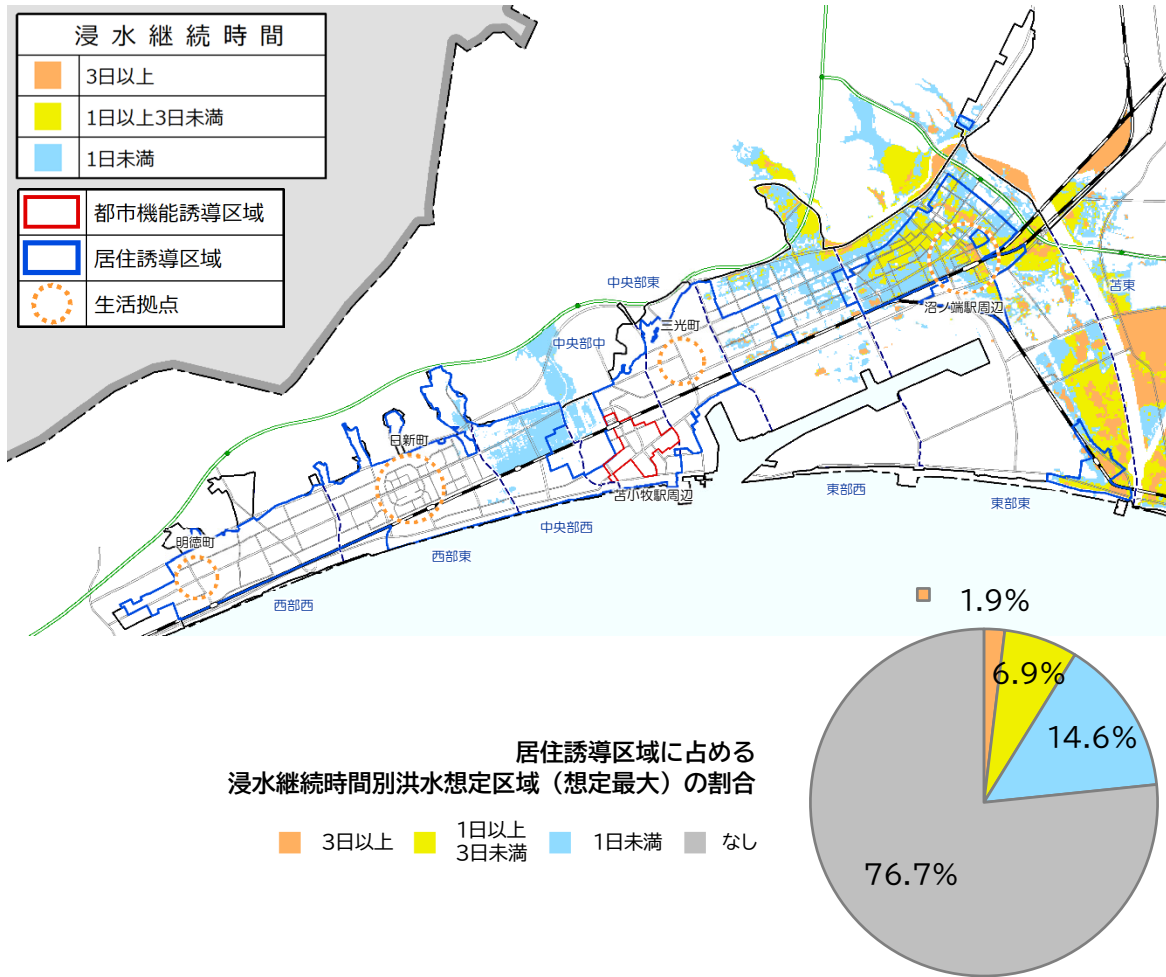 浸水継続時間
3日以上
1日以上3日未満
1日未満
都市機能誘導区域
居住誘導区域
生活拠点
中央部東
苫東
沼ノ端駅周辺
三光町
中央部中
日新町
苫小牧駅周辺
東部西
東部東
中央部西
明徳町
西部東
西部西
1.9%
6.9%
14.6%
76.7%
居住誘導区域に占める
浸水継続時間別洪水想定区域（想定最大）の割合
3日以上
1日以上
3日未満
1日未満
なし